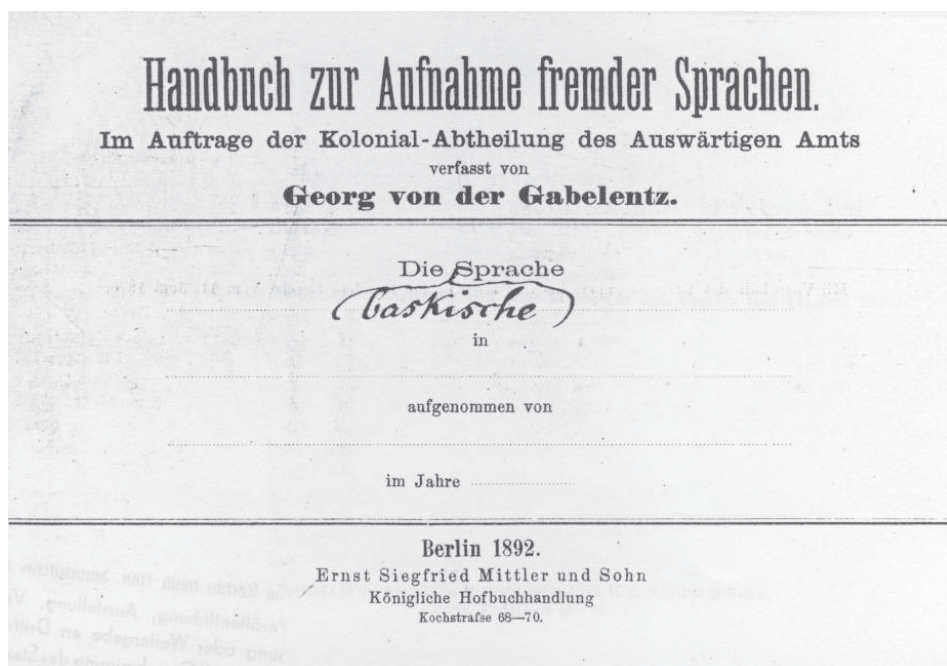 Handbuch zur Aufnahme fremder Sprachen.
Im Auftrage der Kolonial-Abtheilung des Auswärtigen Amts
verfasst von
Georg von der Gabelentz.
Die Sprache
(baskische)
in
aufgenommen von
im Jahre
Berlin 1892.
Ernst Siegfried Mittler und Sohn
Königliche Hofbuchhandlung
Kochstraſse 68—70.